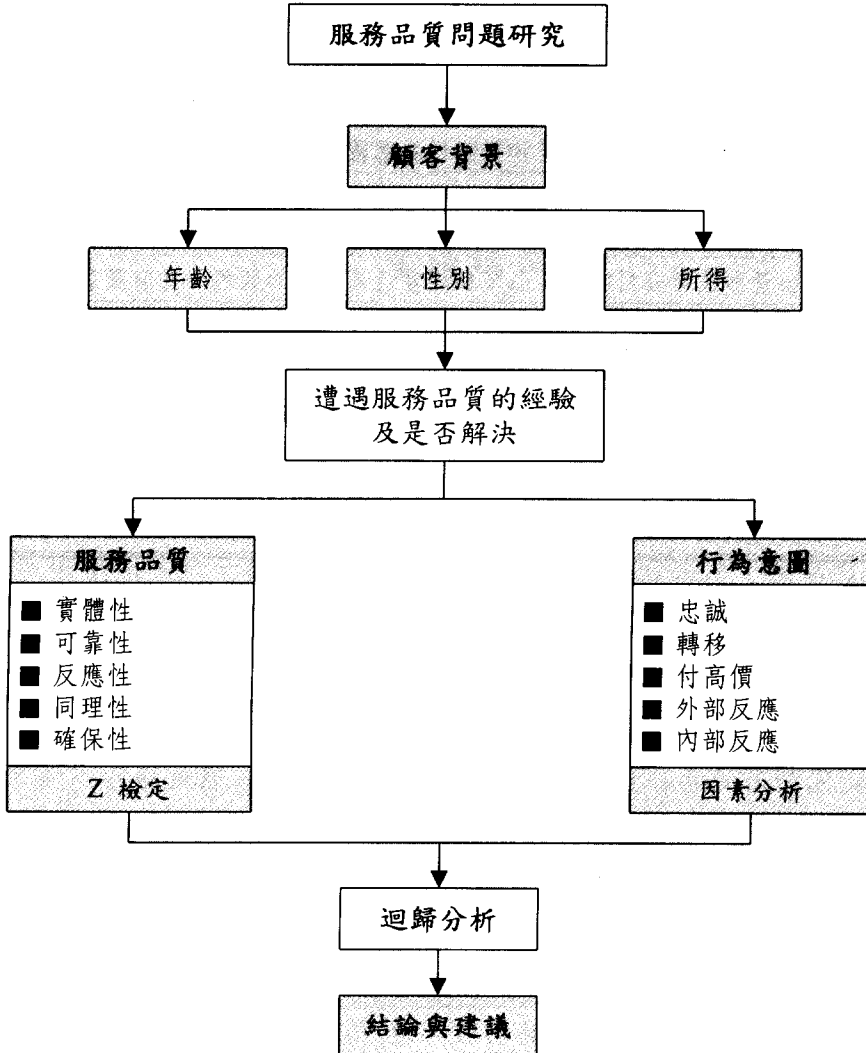 服務品質問題研究
顧客背景
年齡
性別
所得
遭遇服務品質的經驗
及是否解決
服務品質
■ 實體性
■ 可靠性
■ 反應性
■ 同理性
■ 確保性
Z 檢定
行為意圖
■ 忠誠
■ 轉移
■ 付高價
■ 外部反應
■ 內部反應
因素分析
迴歸分析
結論與建議